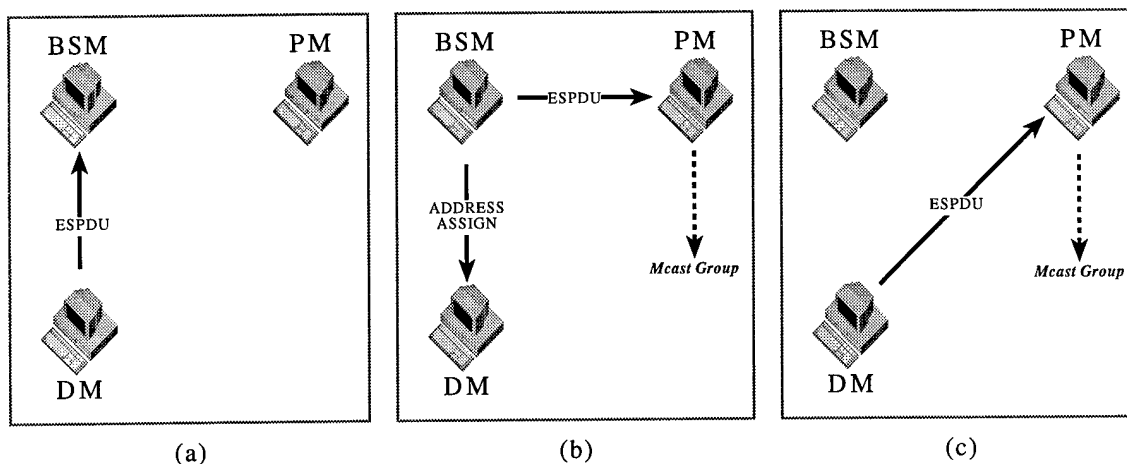 BSM PM
ESPDU
DM
(a)
BSM PM
ESPDU
ADDRESS
ASSIGN
Mcast Group
DM
(b)
BSM PM
ESPDU
Mcast Group
DM
(c)